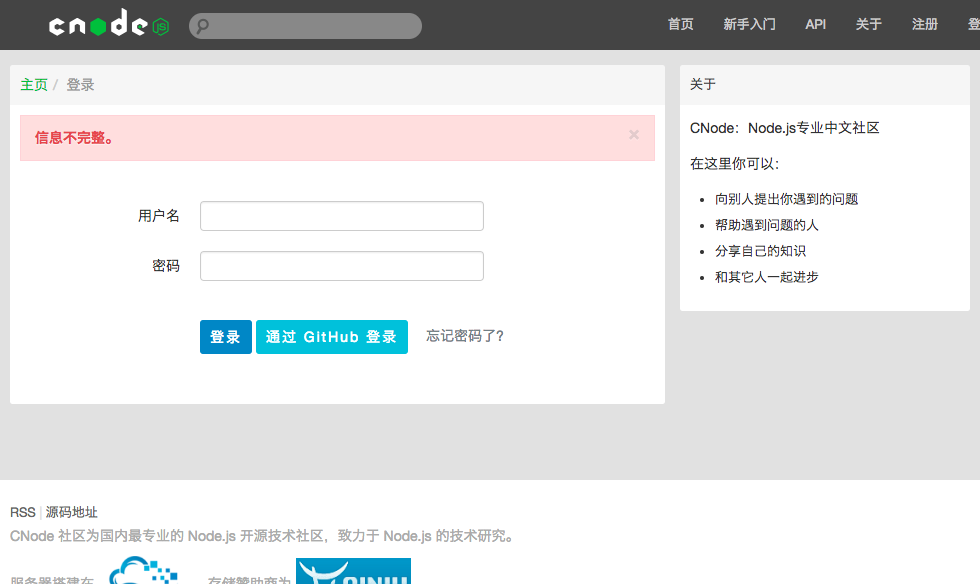 cnode JS
首页 新手入门 API 关于 注册 登
主页 / 登录
信息不完整。 ×
用户名
密码
登录 通过 GitHub 登录 忘记密码了?
关于
CNode：Node.js专业中文社区
在这里你可以：
向别人提出你遇到的问题
帮助遇到问题的人
分享自己的知识
和其它人一起进步
RSS | 源码地址
CNode 社区为国内最专业的 Node.js 开源技术社区，致力于 Node.js 的技术研究。
服务器搭建在 存储赞助商为 QINIU